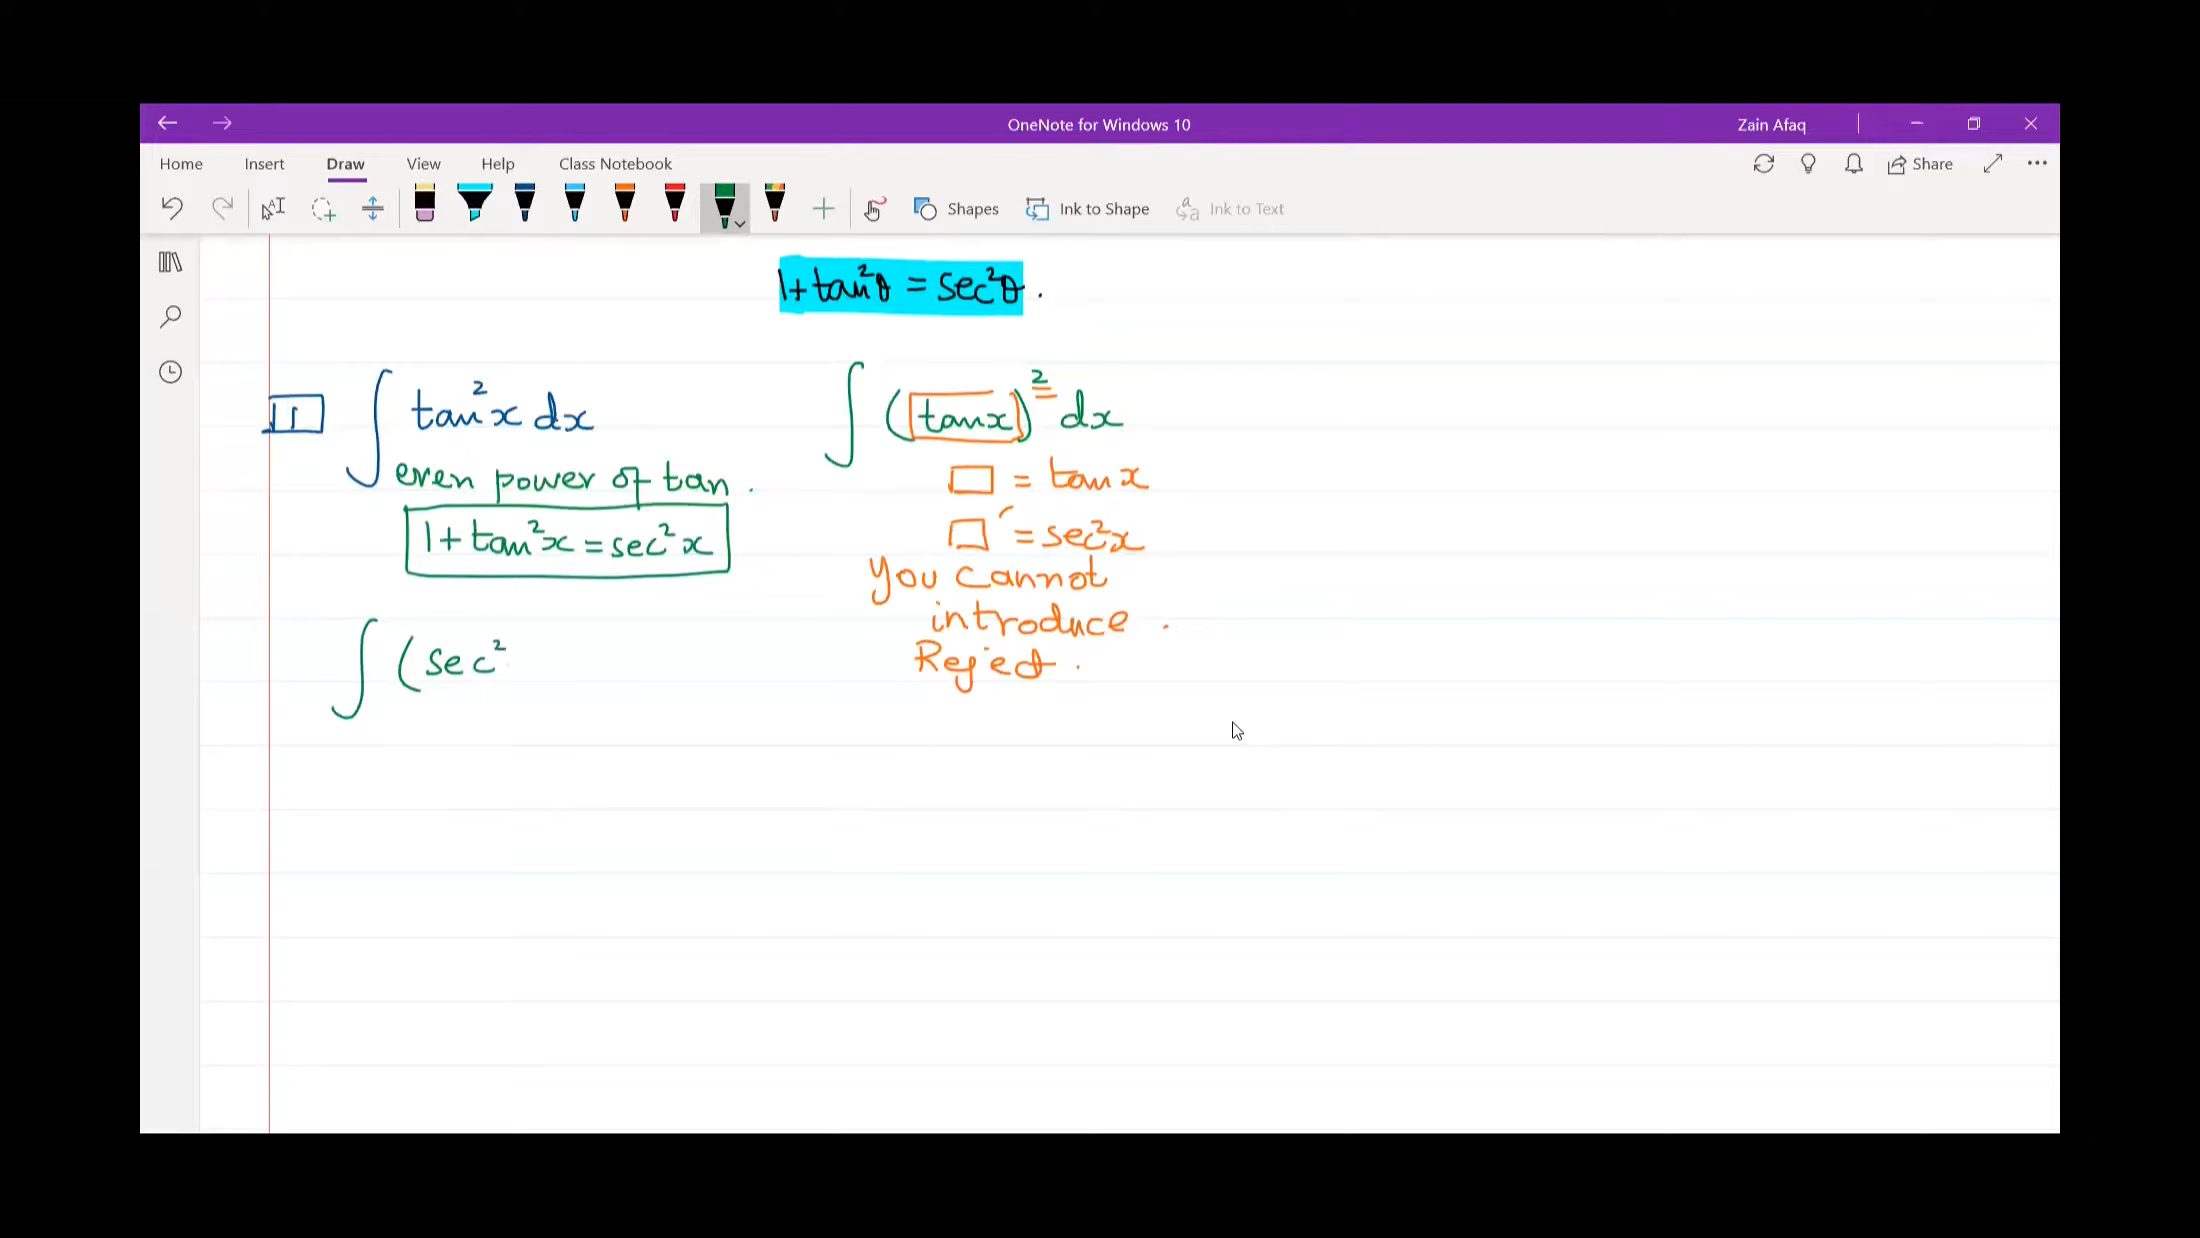 OneNote for Windows 10
Zain Afaq
Home Insert Draw View Help Class Notebook Share
Shapes Ink to Shape Ink to Text
1+tan²θ = sec²θ.
∫ tan²x dx
even power of tan.
1+tan²x = sec²x
∫ (sec²
∫ (tanx)² dx
□ = tanx
□′ = sec²x
You cannot
introduce.
Reject.